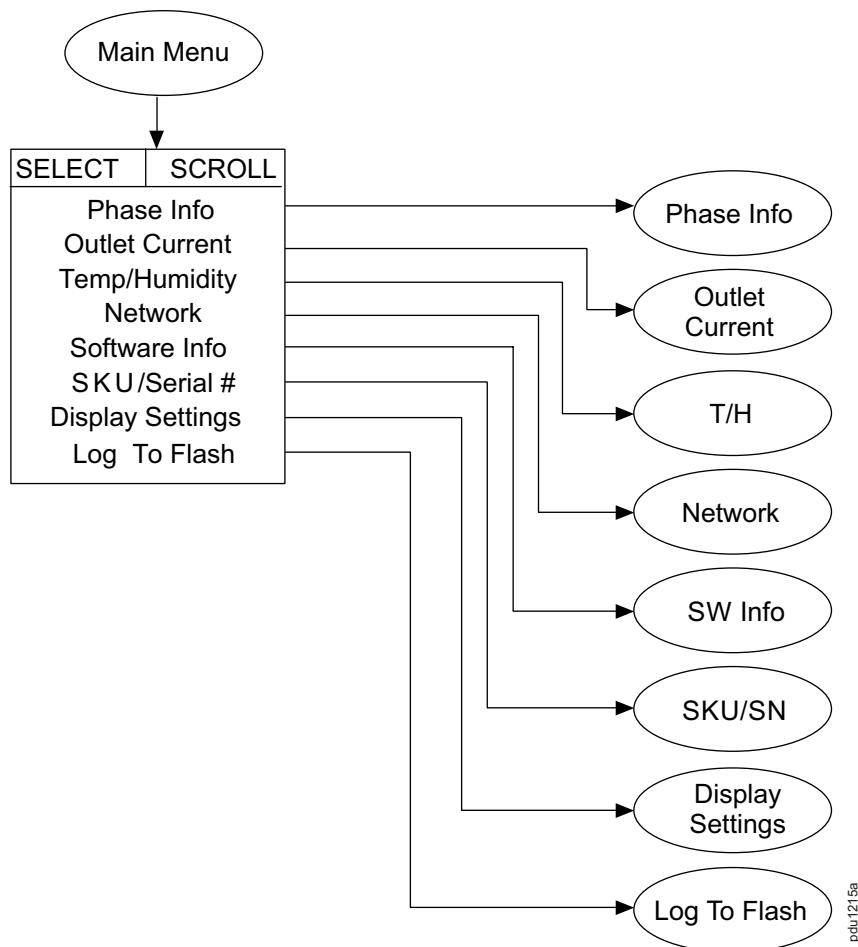 Main Menu
SELECT SCROLL
Phase Info
Outlet Current
Temp/Humidity
Network
Software Info
SKU/Serial #
Display Settings
Log To Flash
Phase Info
Outlet
Current
T/H
Network
SW Info
SKU/SN
Display
Settings
Log To Flash
pdu1215a